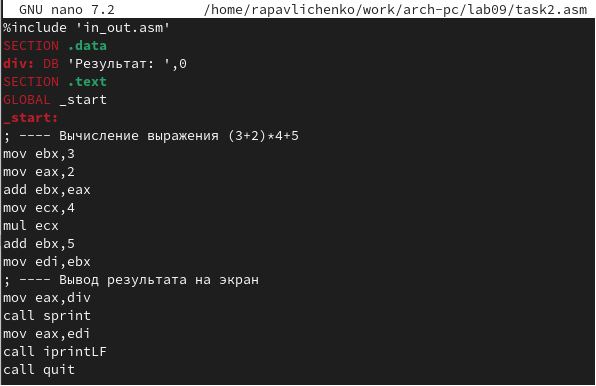 GNU nano 7.2 /home/rapavlichenko/work/arch-pc/lab09/task2.asm
%include 'in_out.asm'
SECTION .data
div: DB 'Результат: ',0
SECTION .text
GLOBAL _start
_start:
; ---- Вычисление выражения (3+2)*4+5
mov ebx,3
mov eax,2
add ebx,eax
mov ecx,4
mul ecx
add ebx,5
mov edi,ebx
; ---- Вывод результата на экран
mov eax,div
call sprint
mov eax,edi
call iprintLF
call quit